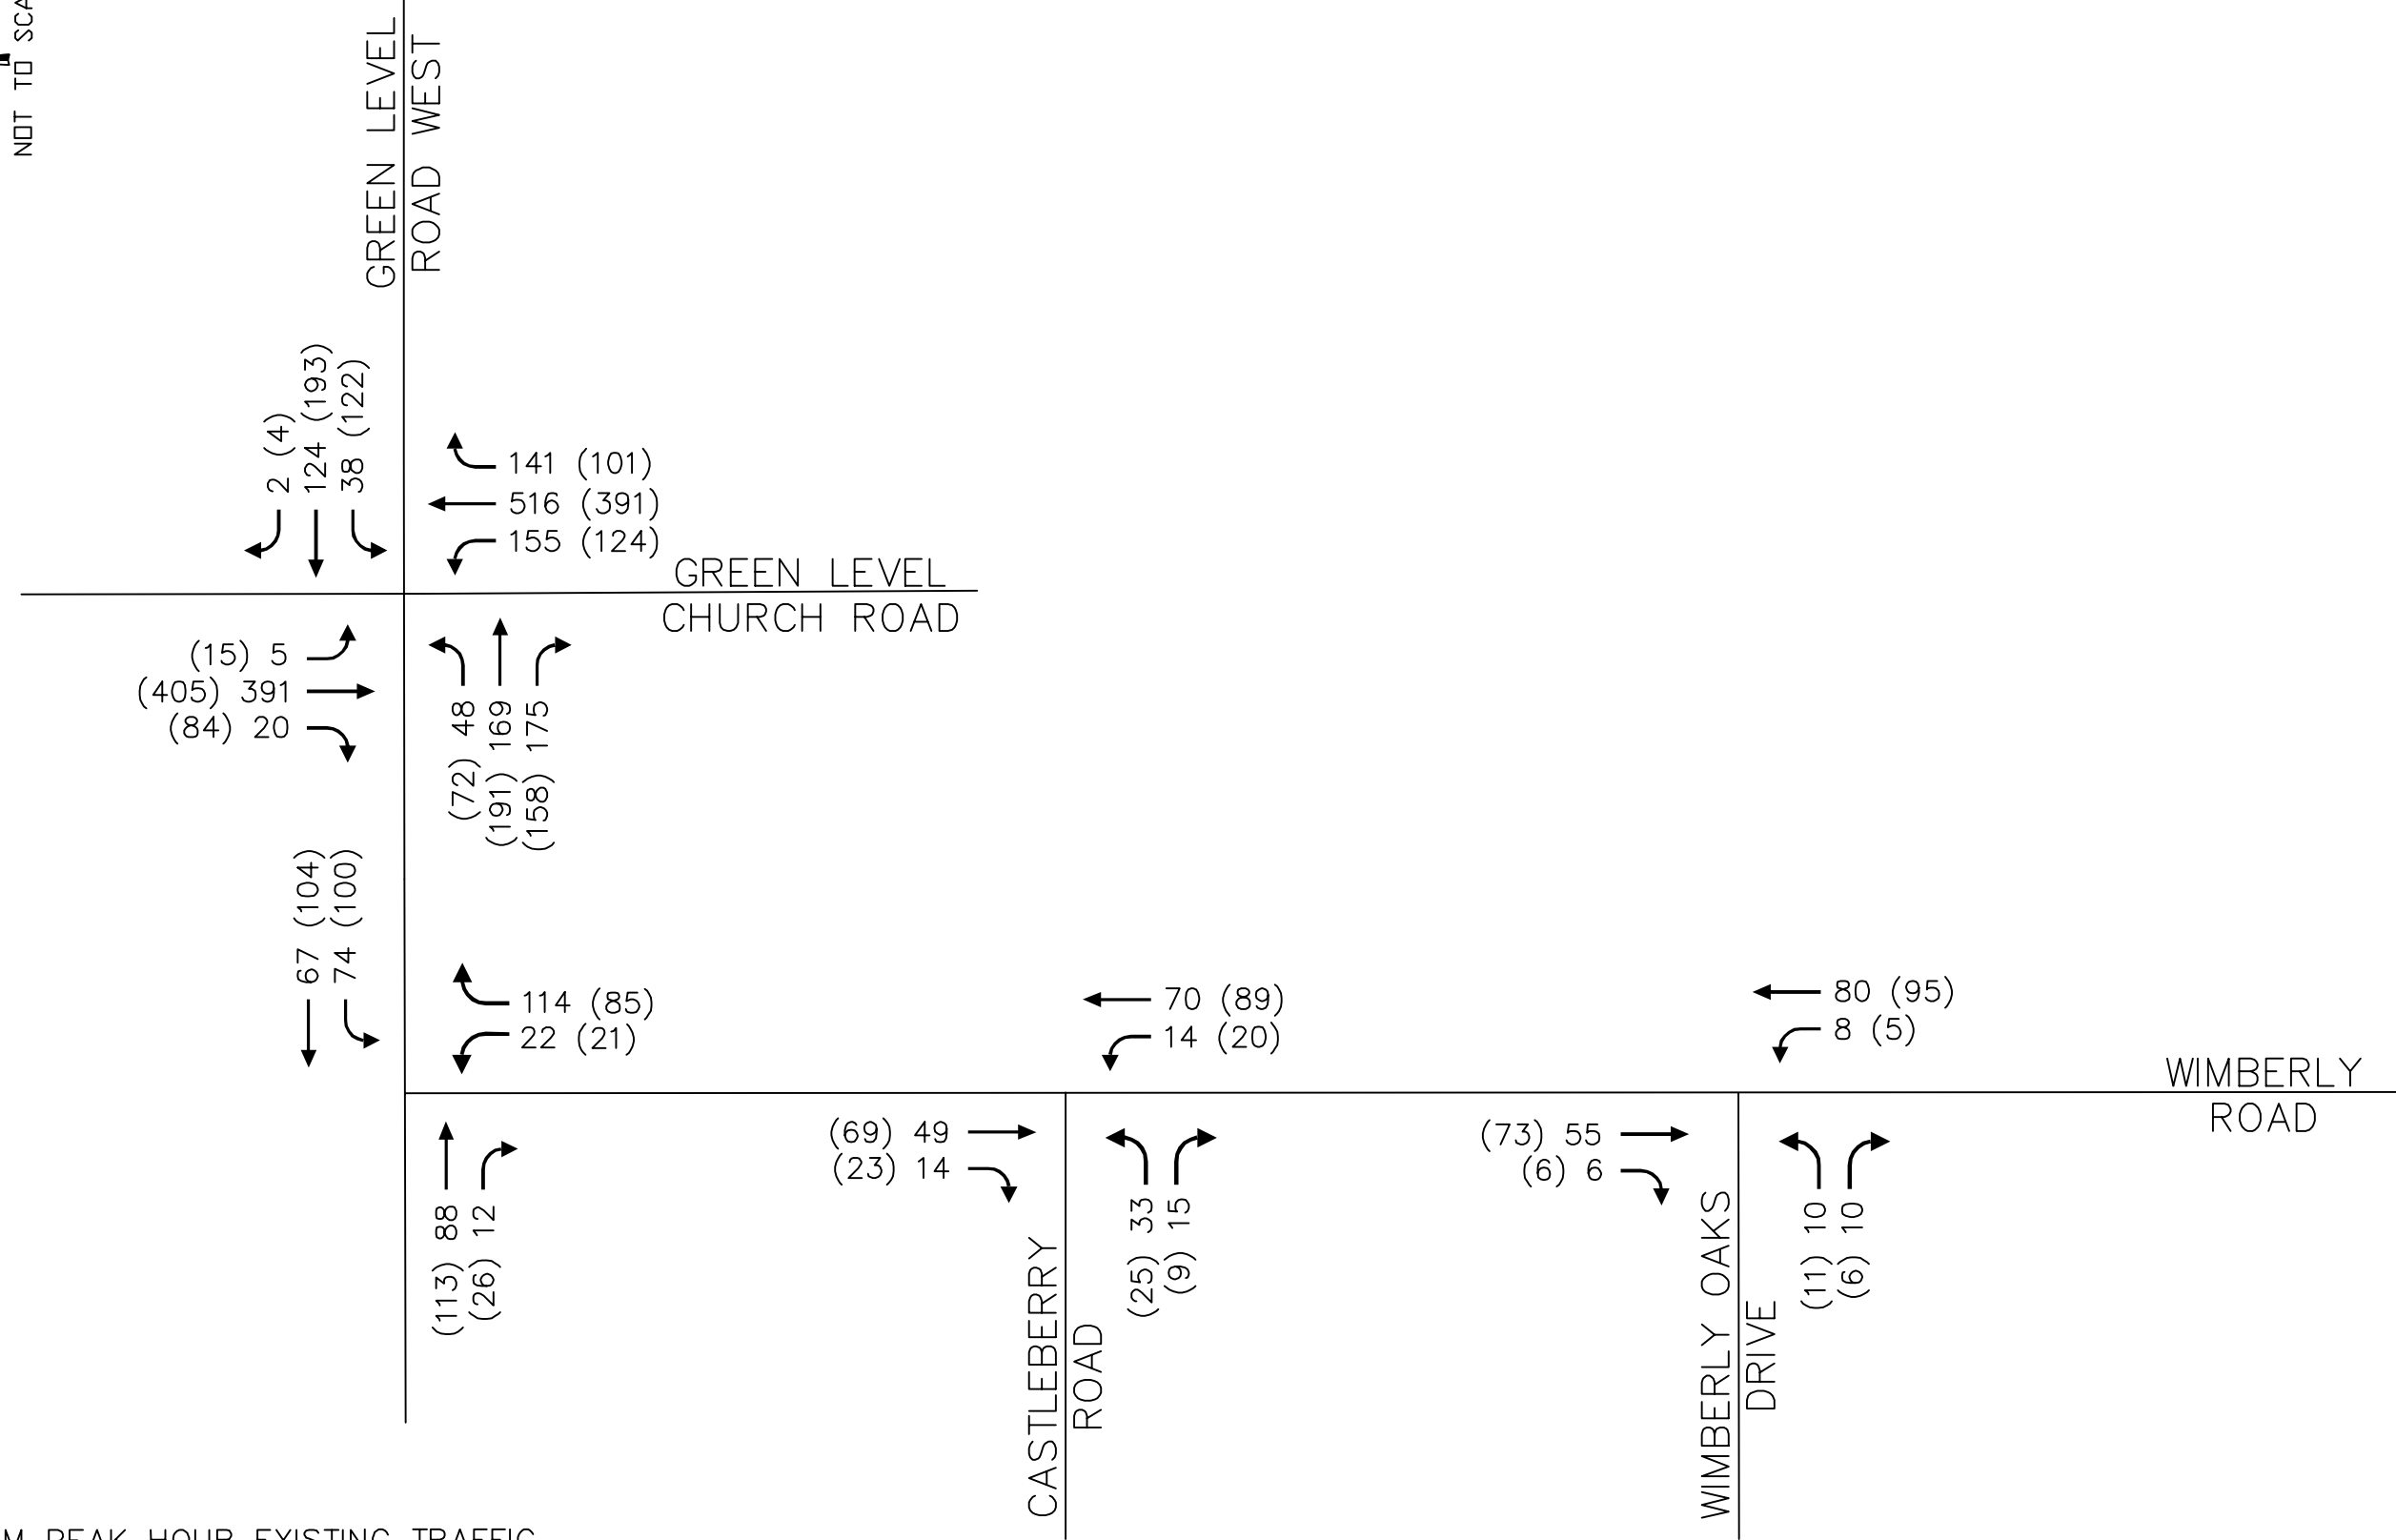 NOT TO SCA
GREEN LEVEL
ROAD WEST
2 (4)
124 (193)
38 (122)
141 (101)
516 (391)
155 (124)
GREEN LEVEL
CHURCH ROAD
(15) 5
(405) 391
(84) 20
(72) 48
(191) 169
(158) 175
67 (104)
74 (100)
114 (85)
22 (21)
70 (89)
14 (20)
80 (95)
8 (5)
WIMBERLY
ROAD
(113) 88
(26) 12
(69) 49
(23) 14
CASTLEBERRY
ROAD
(25) 33
(9) 15
(73) 55
(6) 6
WIMBERLY OAKS
DRIVE
(11) 10
(6) 10
M PEAK HOUR EXISTING TRAFFIC